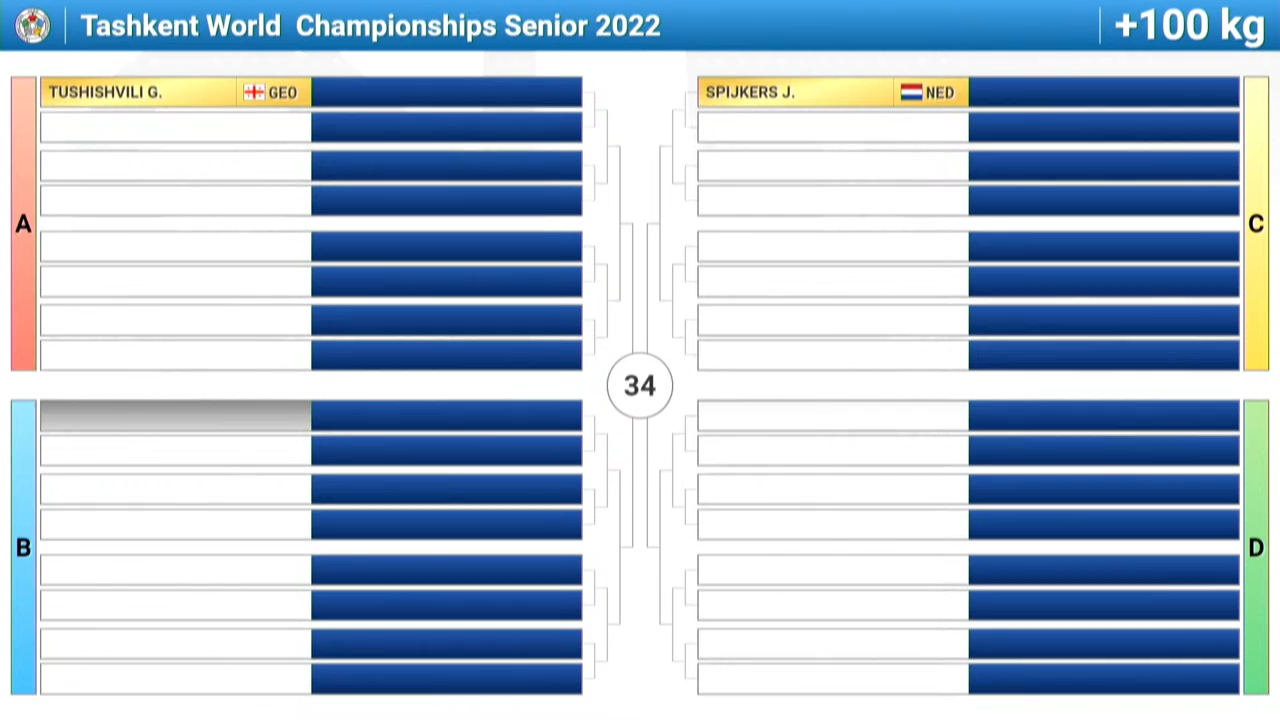 Tashkent World Championships Senior 2022
+100 kg
TUSHISHVILI G. GEO
SPIJKERS J. NED
A
C
34
B
D